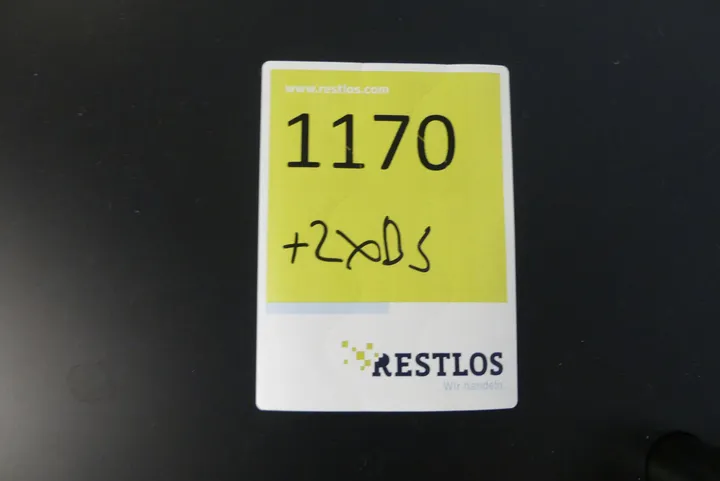 www.restlos.com
1170
+2xDS
RESTLOS
Wir handeln.